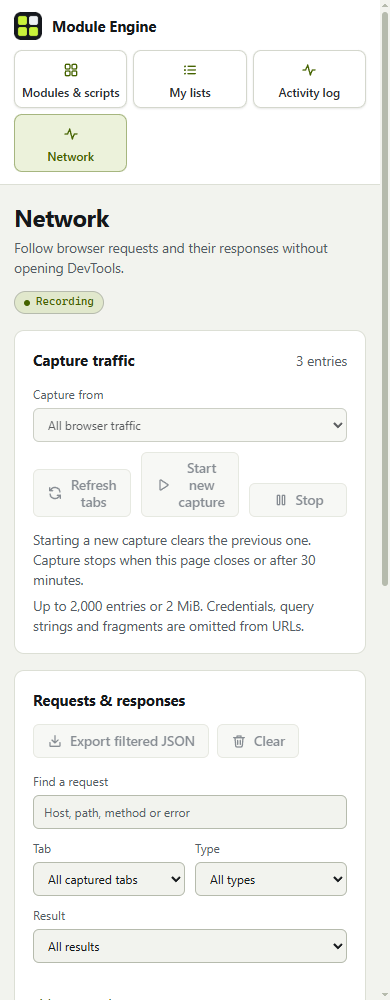 Module Engine
Modules & scripts
My lists
Activity log
Network
Network
Follow browser requests and their responses without
opening DevTools.
Recording
Capture traffic
3 entries
Capture from
All browser traffic
Refresh
tabs
Start
new
capture
Stop
Starting a new capture clears the previous one.
Capture stops when this page closes or after 30
minutes.
Up to 2,000 entries or 2 MiB. Credentials, query
strings and fragments are omitted from URLs.
Requests & responses
Export filtered JSON
Clear
Find a request
Host, path, method or error
Tab
Type
All captured tabs
All types
Result
All results